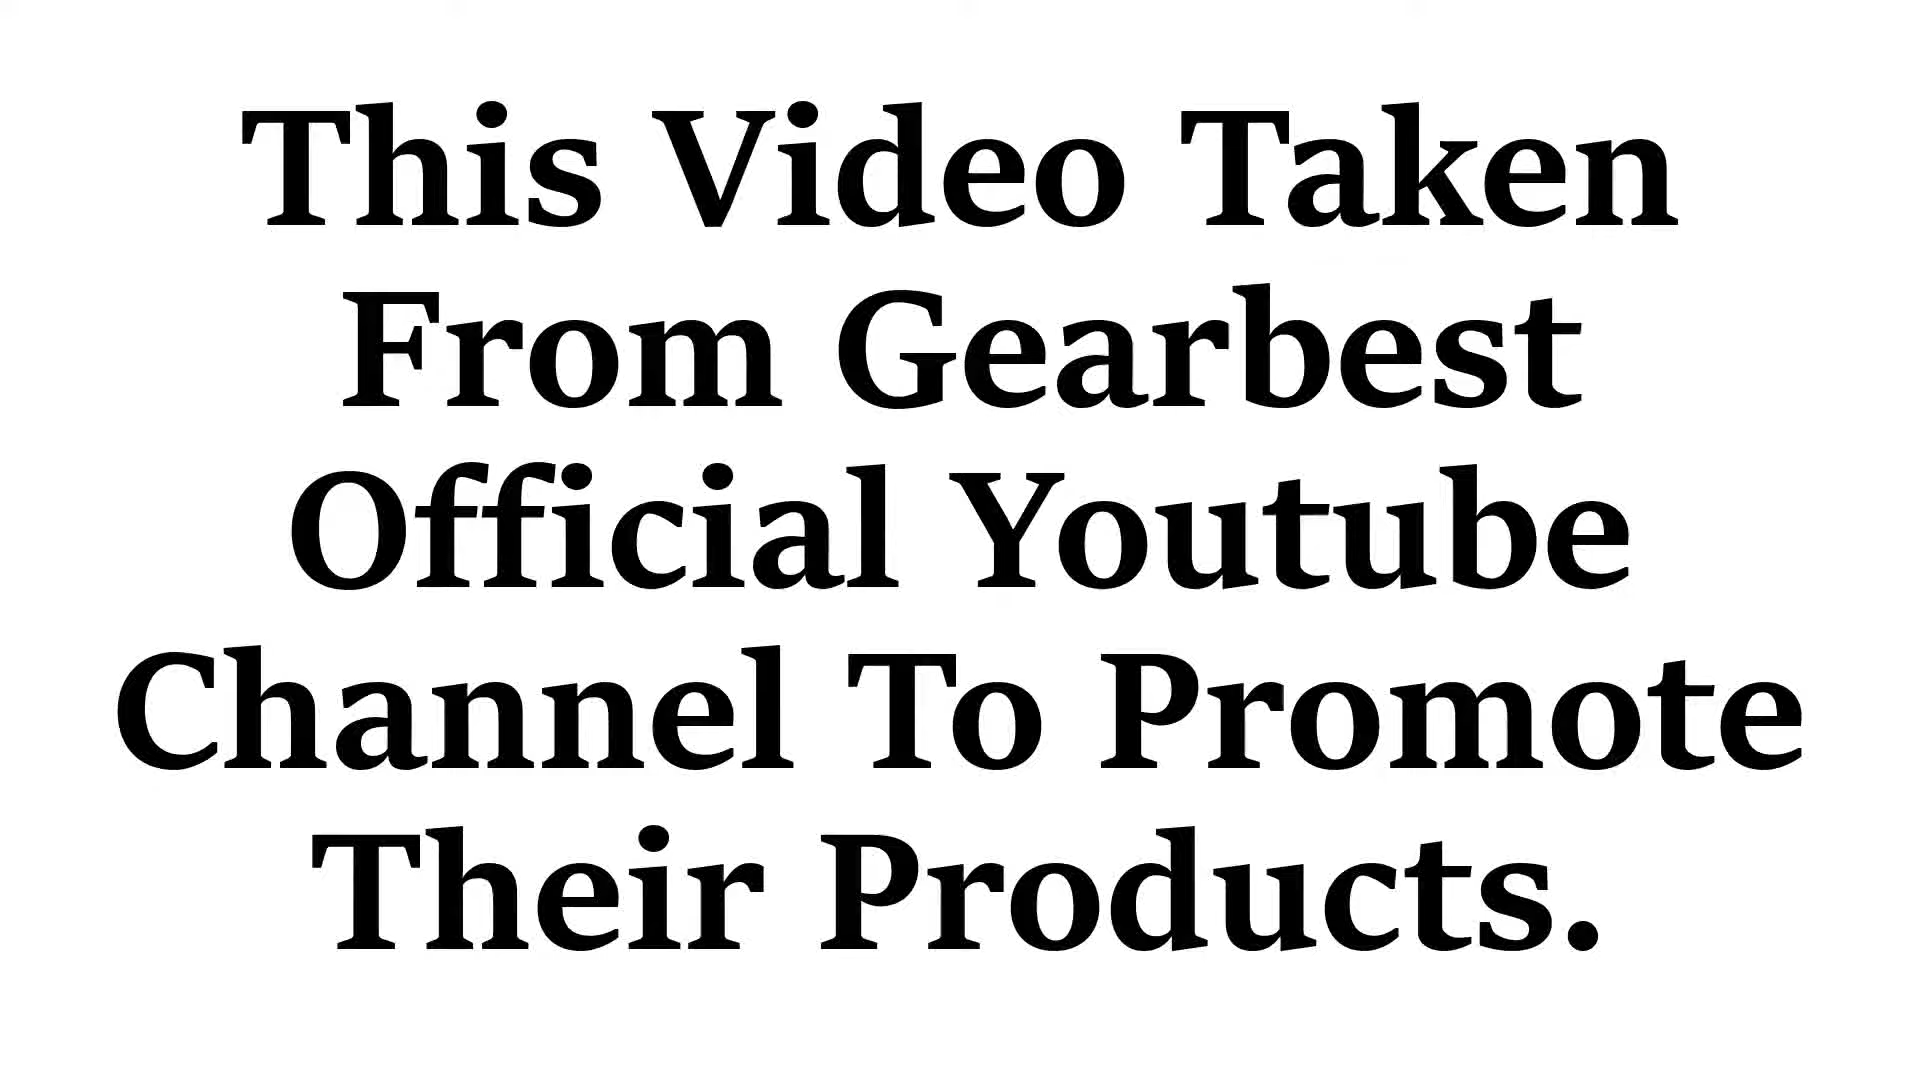 This Video Taken
From Gearbest
Official Youtube
Channel To Promote
Their Products.